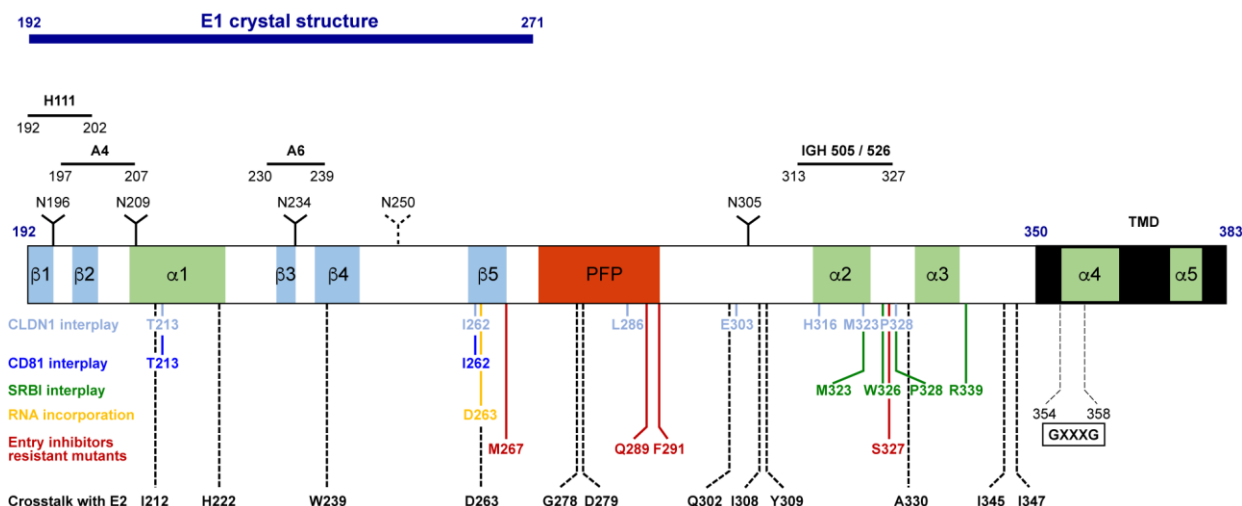 192 E1 crystal structure 271
H111
192 202
A4 A6 IGH 505 / 526
197 207 230 239 313 327
N196 N209 N234 N250 N305
192 350 TMD 383
β1 β2 α1 β3 β4 β5 PFP α2 α3 α4 α5
CLDN1 interplay T213 I262 L286 E303 H316 M323 P328
CD81 interplay T213 I262
SRBI interplay M323 W326 P328 R339
RNA incorporation D263
354 358
Entry inhibitors
resistant mutants M267 Q289 F291 S327
GXXXG
Crosstalk with E2 I212 H222 W239 D263 G278 D279 Q302 I308 Y309 A330 I345 I347